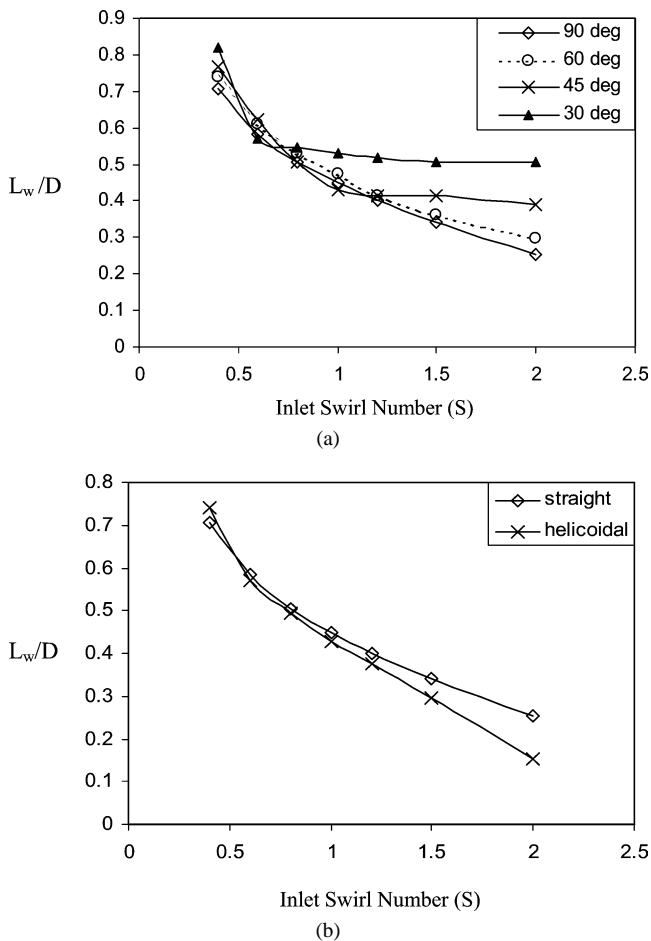 0.9
0.8
0.7
0.6
0.5
0.4
0.3
0.2
0.1
0
Lw/D
90 deg
60 deg
45 deg
30 deg
0 0.5 1 1.5 2 2.5
Inlet Swirl Number (S)
(a)
0.8
0.7
0.6
0.5
0.4
0.3
0.2
0.1
0
Lw/D
straight
helicoidal
0 0.5 1 1.5 2 2.5
Inlet Swirl Number (S)
(b)